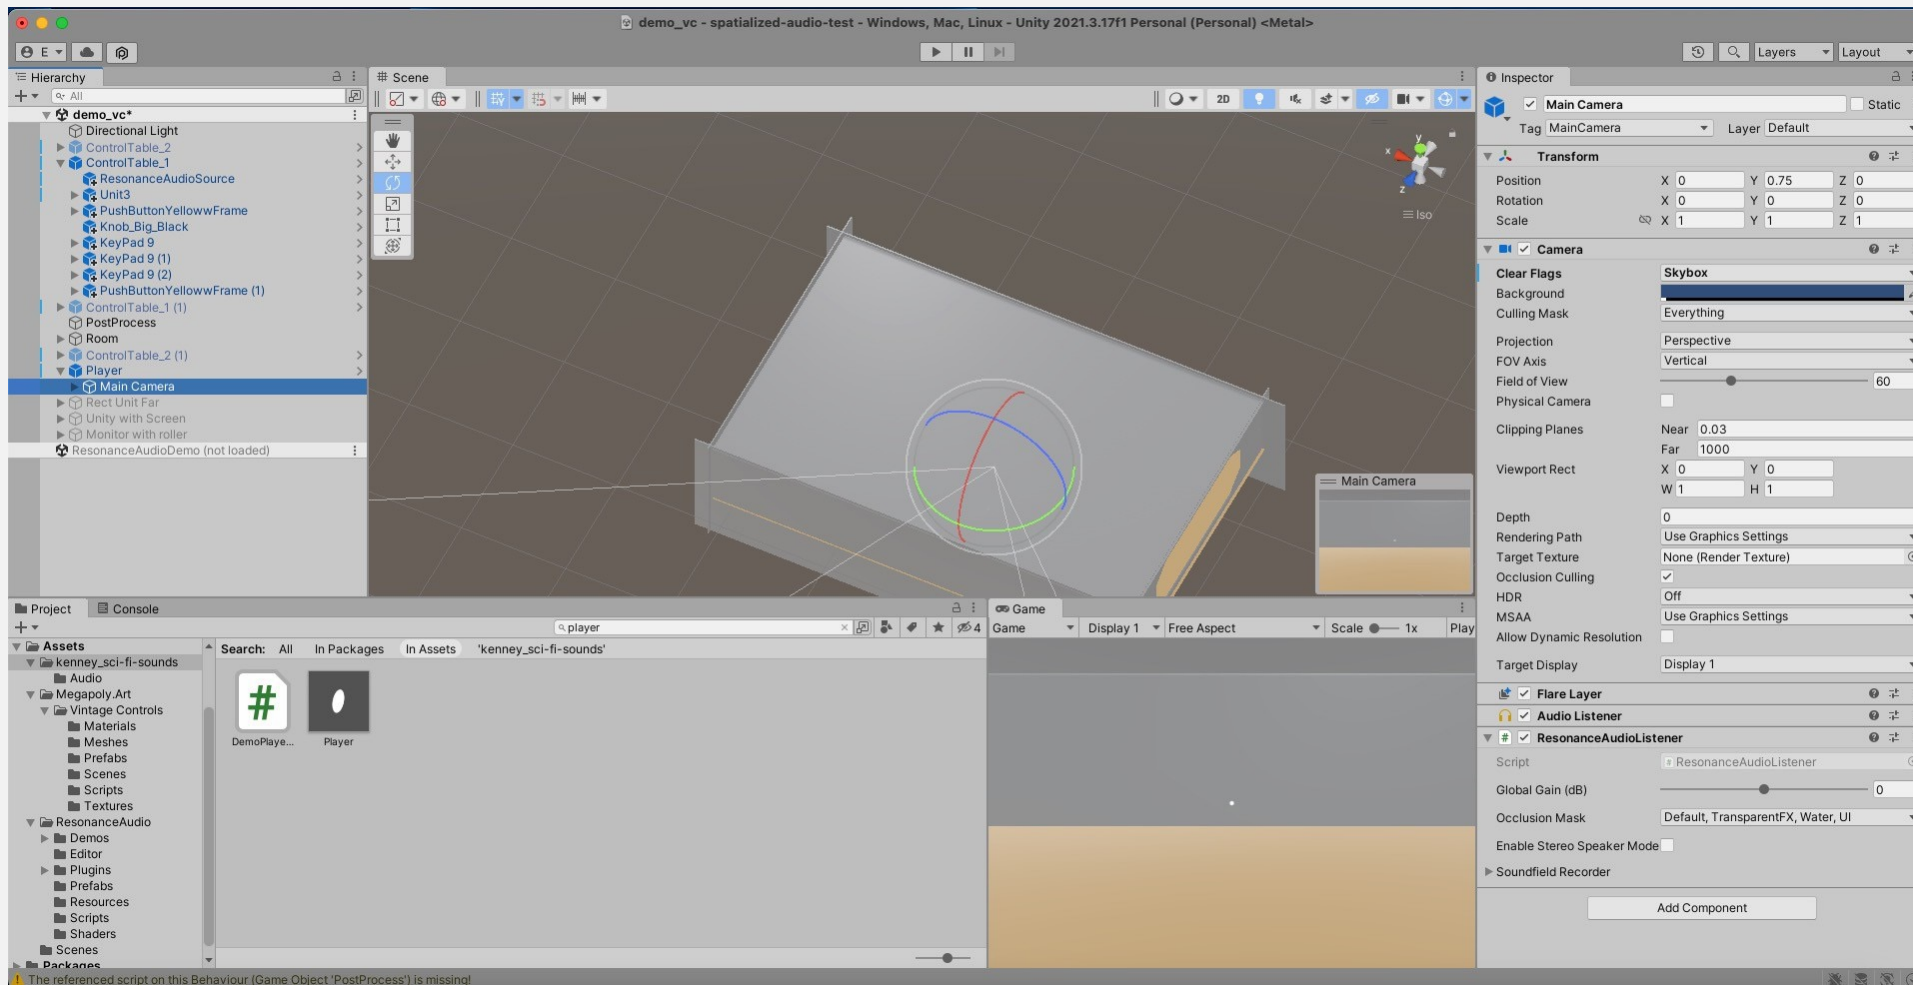 demo_vc - spatialized-audio-test - Windows, Mac, Linux - Unity 2021.3.17f1 Personal (Personal) <Metal>
E
Layers
Layout
Hierarchy
All
demo_vc*
Directional Light
ControlTable_2
ControlTable_1
ResonanceAudioSource
Unit3
PushButtonYellowwFrame
Knob_Big_Black
KeyPad 9
KeyPad 9 (1)
KeyPad 9 (2)
PushButtonYellowwFrame (1)
ControlTable_1 (1)
PostProcess
Room
ControlTable_2 (1)
Player
Main Camera
Rect Unit Far
Unity with Screen
Monitor with roller
ResonanceAudioDemo (not loaded)
# Scene
2D
y
x
z
Iso
Main Camera
Inspector
Main Camera
Static
Tag MainCamera
Layer Default
Transform
Position X 0 Y 0.75 Z 0
Rotation X 0 Y 0 Z 0
Scale X 1 Y 1 Z 1
Camera
Clear Flags Skybox
Background
Culling Mask Everything
Projection Perspective
FOV Axis Vertical
Field of View 60
Physical Camera
Clipping Planes Near 0.03
Far 1000
Viewport Rect X 0 Y 0
W 1 H 1
Depth 0
Rendering Path Use Graphics Settings
Target Texture None (Render Texture)
Occlusion Culling
HDR Off
MSAA Use Graphics Settings
Allow Dynamic Resolution
Target Display Display 1
Flare Layer
Audio Listener
# ResonanceAudioListener
Script ResonanceAudioListener
Global Gain (dB) 0
Occlusion Mask Default, TransparentFX, Water, UI
Enable Stereo Speaker Mode
Soundfield Recorder
Add Component
Project
Console
player
4
Assets
kenney_sci-fi-sounds
Audio
Megapoly.Art
Vintage Controls
Materials
Meshes
Prefabs
Scenes
Scripts
Textures
ResonanceAudio
Demos
Editor
Plugins
Prefabs
Resources
Scripts
Shaders
Scenes
Packages
Search: All In Packages In Assets 'kenney_sci-fi-sounds'
#
DemoPlaye...
Player
Game
Game Display 1 Free Aspect Scale 1x Play
The referenced script on this Behaviour (Game Object 'PostProcess') is missing!